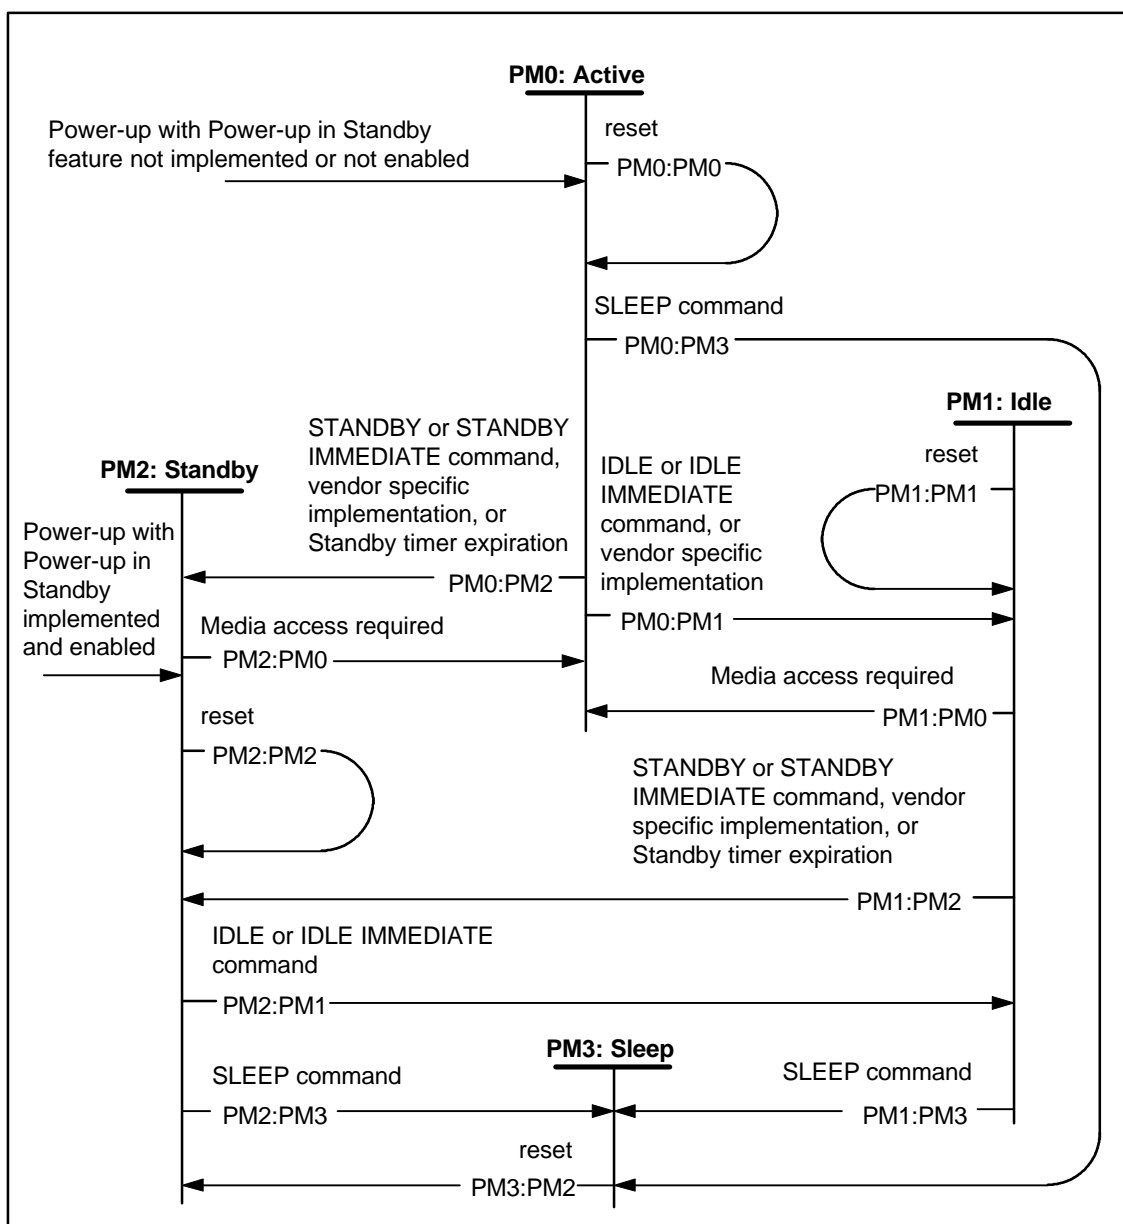 PM0: Active
reset
Power-up with Power-up in Standby
feature not implemented or not enabled
PM0:PM0
SLEEP command
PM0:PM3
PM1: Idle
STANDBY or STANDBY
IMMEDIATE command,
vendor specific
implementation, or
Standby timer expiration
PM0:PM2
IDLE or IDLE
IMMEDIATE
command, or
vendor specific
implementation
PM0:PM1
reset
PM1:PM1
PM2: Standby
Power-up with
Power-up in
Standby
implemented
and enabled
Media access required
PM2:PM0
Media access required
PM1:PM0
reset
PM2:PM2
STANDBY or STANDBY
IMMEDIATE command, vendor
specific implementation, or
Standby timer expiration
PM1:PM2
IDLE or IDLE IMMEDIATE
command
PM2:PM1
PM3: Sleep
SLEEP command
PM2:PM3
SLEEP command
PM1:PM3
reset
PM3:PM2